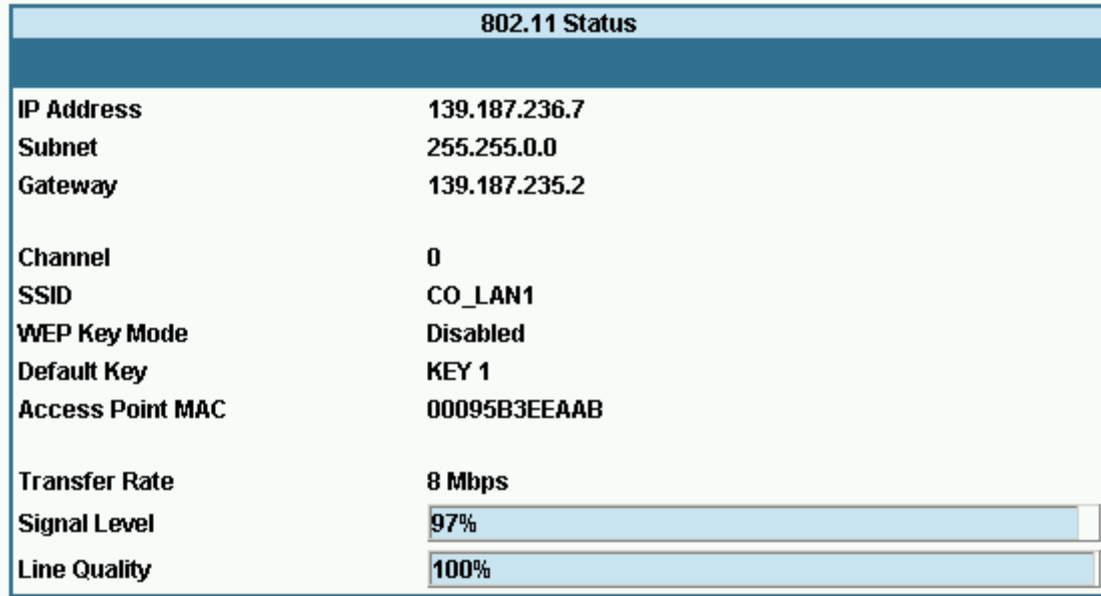 802.11 Status
IP Address 139.187.236.7
Subnet 255.255.0.0
Gateway 139.187.235.2
Channel 0
SSID CO_LAN1
WEP Key Mode Disabled
Default Key KEY 1
Access Point MAC 00095B3EEAAB
Transfer Rate 8 Mbps
Signal Level 97%
Line Quality 100%